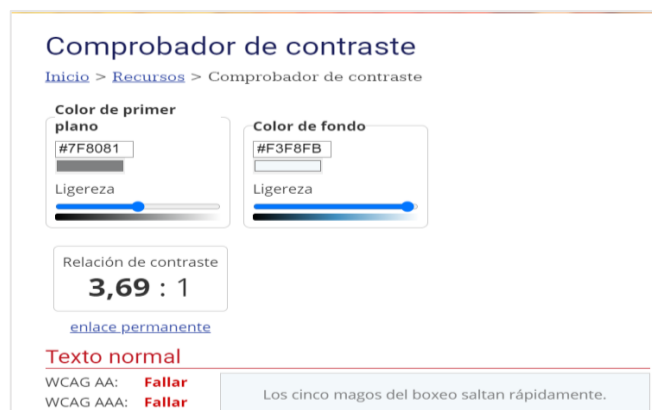 Comprobador de contraste
Inicio > Recursos > Comprobador de contraste
Color de primer
plano
#7F8081
Ligereza
Color de fondo
#F3F8FB
Ligereza
Relación de contraste
3,69 : 1
enlace permanente
Texto normal
WCAG AA: Fallar
WCAG AAA: Fallar
Los cinco magos del boxeo saltan rápidamente.